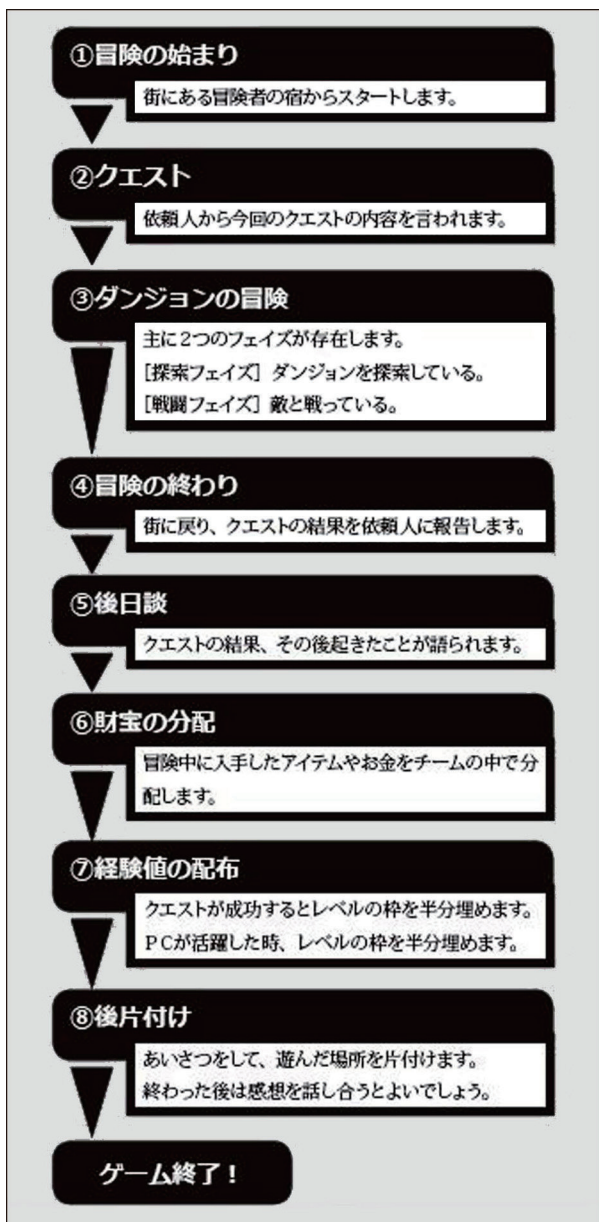 ①冒険の始まり
街にある冒険者の宿からスタートします。
②クエスト
依頼人から今回のクエストの内容を言われます。
③ダンジョンの冒険
主に2つのフェイズが存在します。
[探索フェイズ] ダンジョンを探索している。
[戦闘フェイズ] 敵と戦っている。
④冒険の終わり
街に戻り、クエストの結果を依頼人に報告します。
⑤後日談
クエストの結果、その後起きたことが語られます。
⑥財宝の分配
冒険中に入手したアイテムやお金をチームの中で分
配します。
⑦経験値の配布
クエストが成功するとレベルの枠を半分埋めます。
PCが活躍した時、レベルの枠を半分埋めます。
⑧後片付け
あいさつをして、遊んだ場所を片付けます。
終わった後は感想を話し合うとよいでしょう。
ゲーム終了!